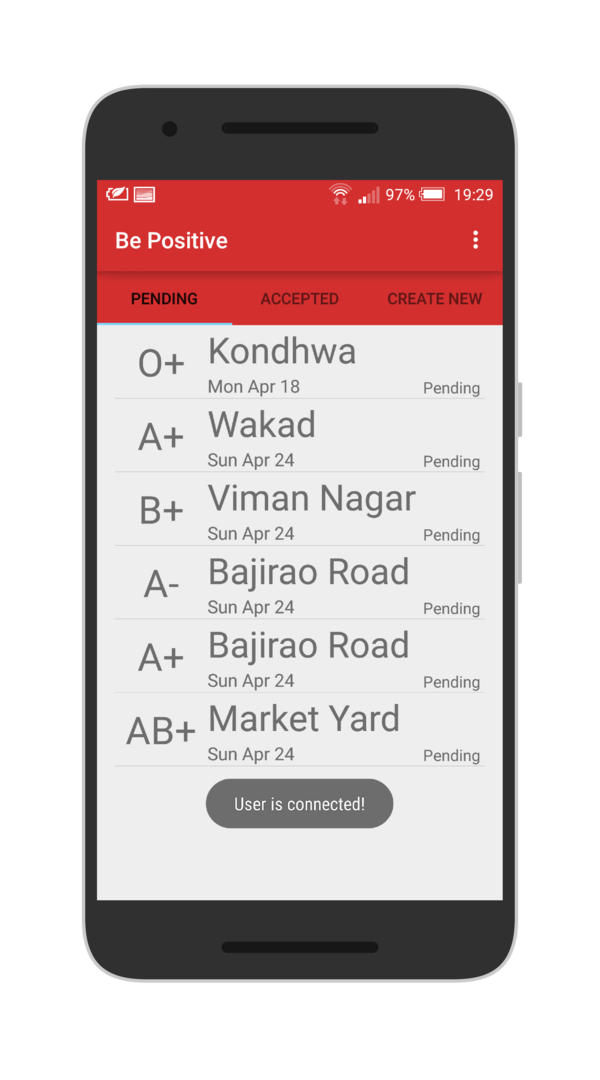 97% 19:29
Be Positive
PENDING ACCEPTED CREATE NEW
O+ Kondhwa
Mon Apr 18 Pending
A+ Wakad
Sun Apr 24 Pending
B+ Viman Nagar
Sun Apr 24 Pending
A- Bajirao Road
Sun Apr 24 Pending
A+ Bajirao Road
Sun Apr 24 Pending
AB+ Market Yard
Sun Apr 24 Pending
User is connected!